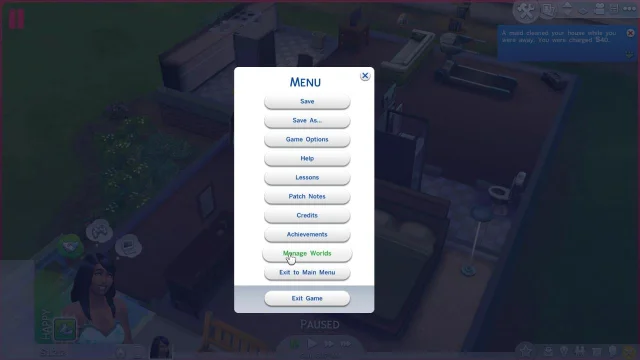 A maid cleaned your house while you
were away. You were charged
MENU
Save
Save As...
Game Options
Help
Lessons
Patch Notes
Credits
Achievements
Manage Worlds
Exit to Main Menu
Exit Game
HAPPY
PAUSED